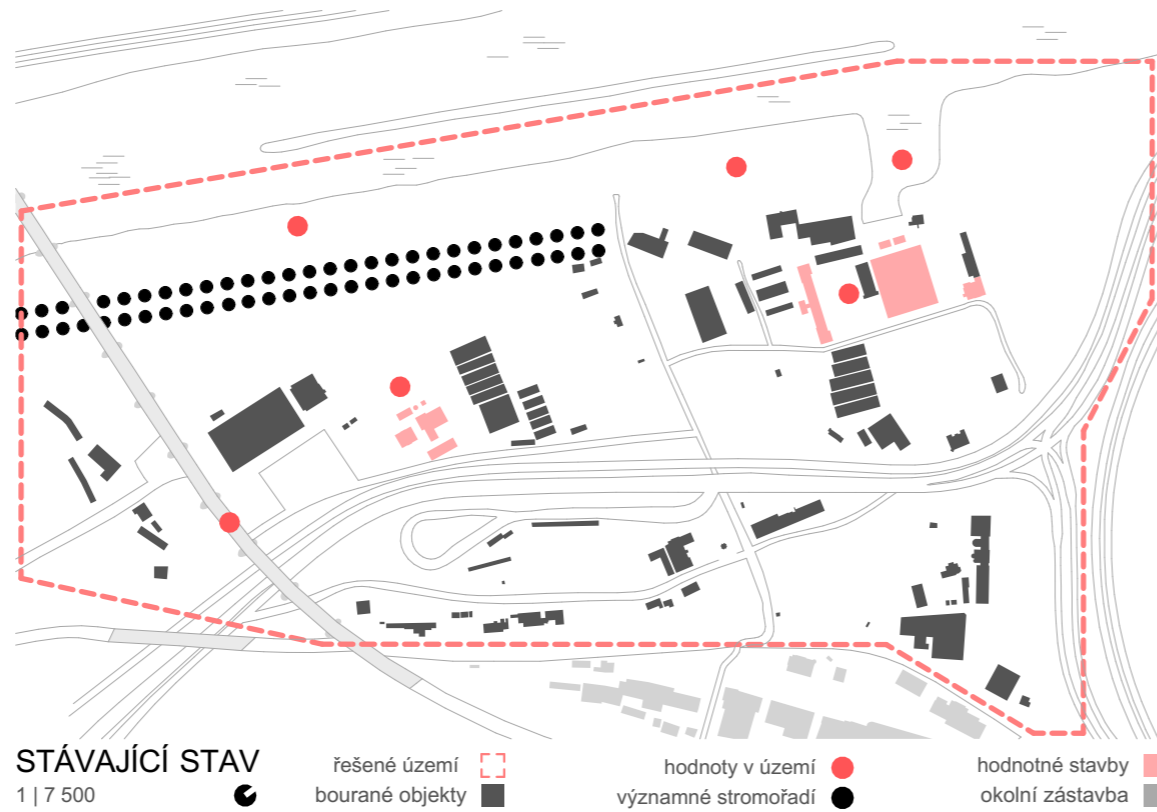 STÁVAJÍCÍ STAV
1 | 7 500
řešené území
bourané objekty
hodnoty v území
významné stromořadí
hodnotné stavby
okolní zástavba